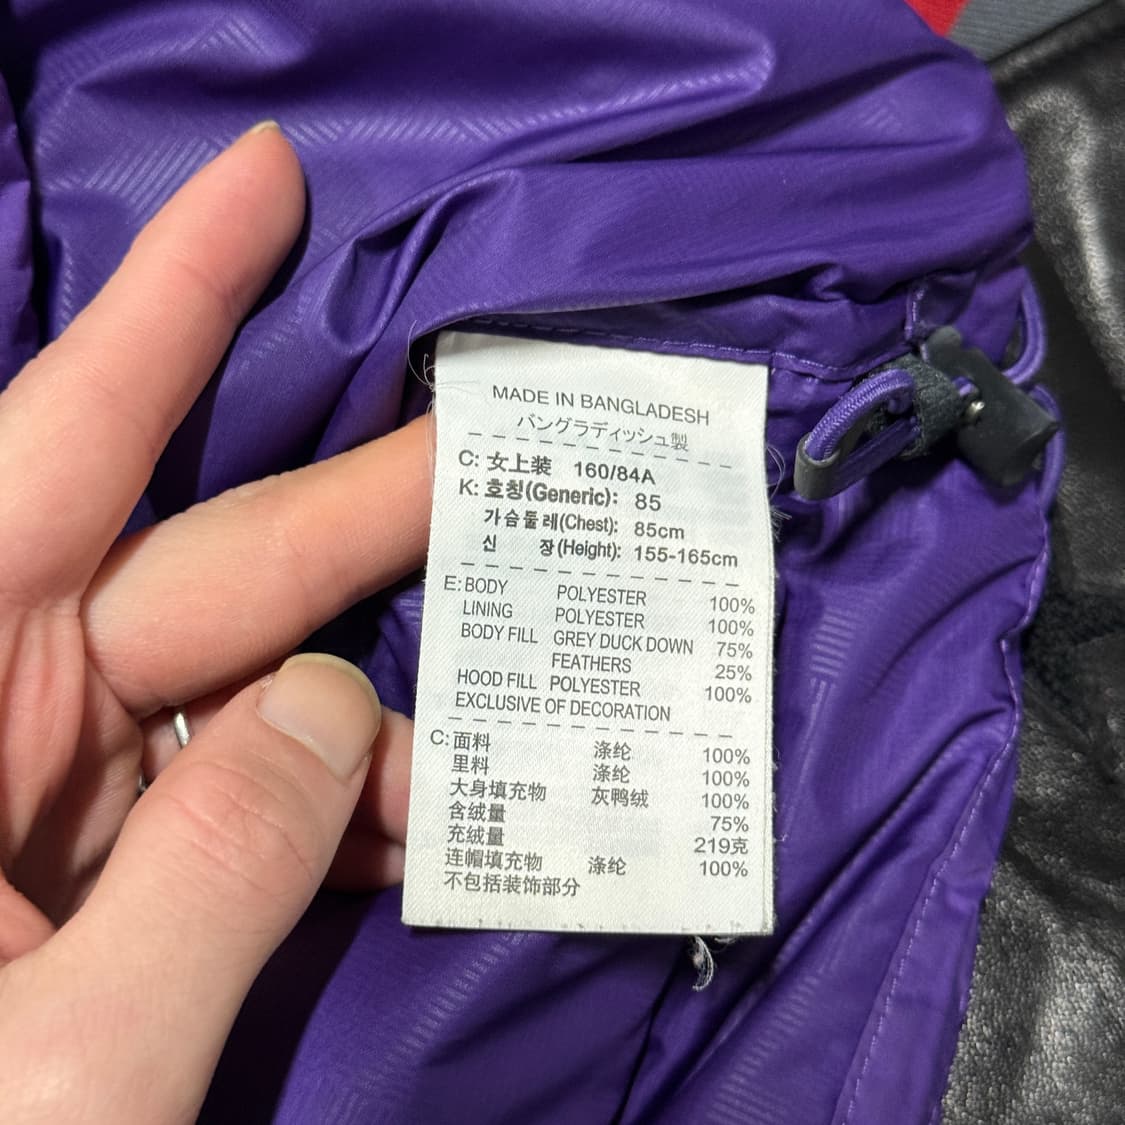 MADE IN BANGLADESH
バングラディッシュ製
C: 女上装 160/84A
K: 호칭(Generic): 85
가슴둘레(Chest): 85cm
신 장(Height): 155-165cm
E: BODY POLYESTER 100%
LINING POLYESTER 100%
BODY FILL GREY DUCK DOWN 75%
FEATHERS 25%
HOOD FILL POLYESTER 100%
EXCLUSIVE OF DECORATION
C: 面料 涤纶 100%
里料 涤纶 100%
大身填充物 灰鸭绒 100%
含绒量 75%
充绒量 219克
连帽填充物 涤纶 100%
不包括装饰部分